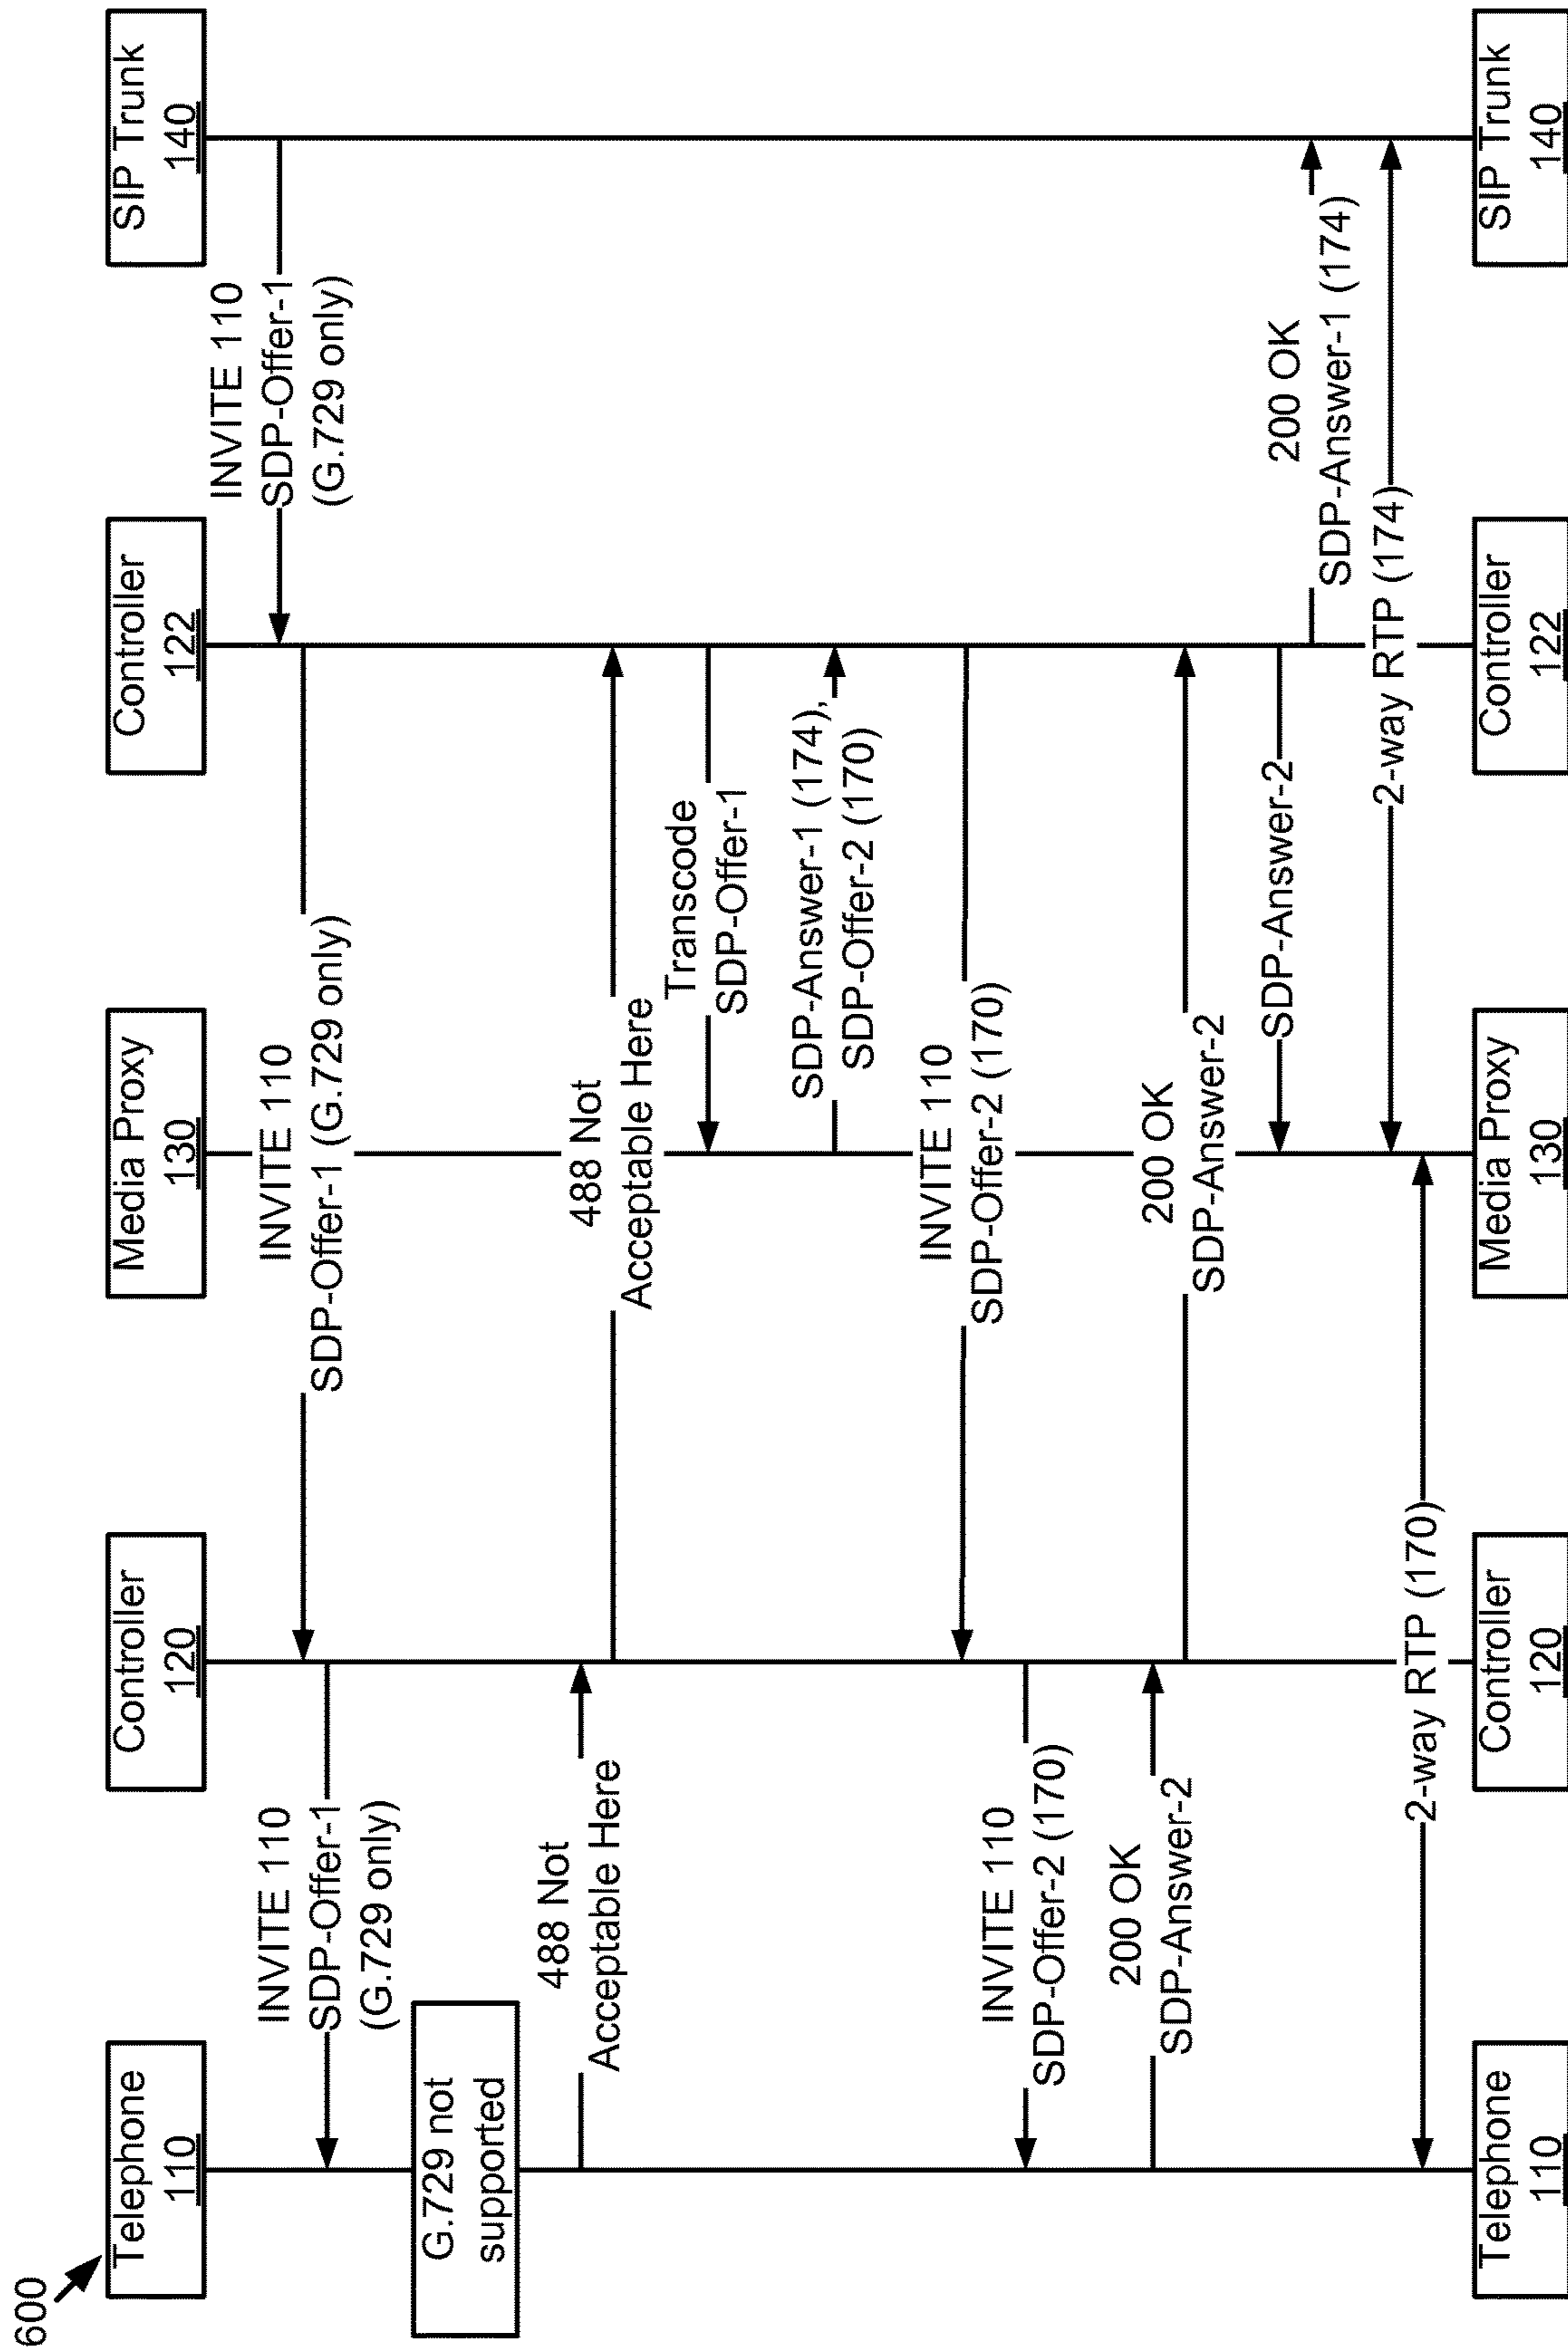 600
Telephone
110
Controller
120
Media Proxy
130
Controller
122
SIP Trunk
140
INVITE 110
SDP-Offer-1
(G.729 only)
INVITE 110
SDP-Offer-1 (G.729 only)
INVITE 110
SDP-Offer-1
(G.729 only)
G.729 not
supported
488 Not
Acceptable Here
488 Not
Acceptable Here
Transcode
SDP-Offer-1
SDP-Answer-1 (174),
SDP-Offer-2 (170)
INVITE 110
SDP-Offer-2 (170)
INVITE 110
SDP-Offer-2 (170)
200 OK
SDP-Answer-2
200 OK
SDP-Answer-2
SDP-Answer-2
200 OK
SDP-Answer-1 (174)
2-way RTP (174)
2-way RTP (170)
Telephone
110
Controller
120
Media Proxy
130
Controller
122
SIP Trunk
140